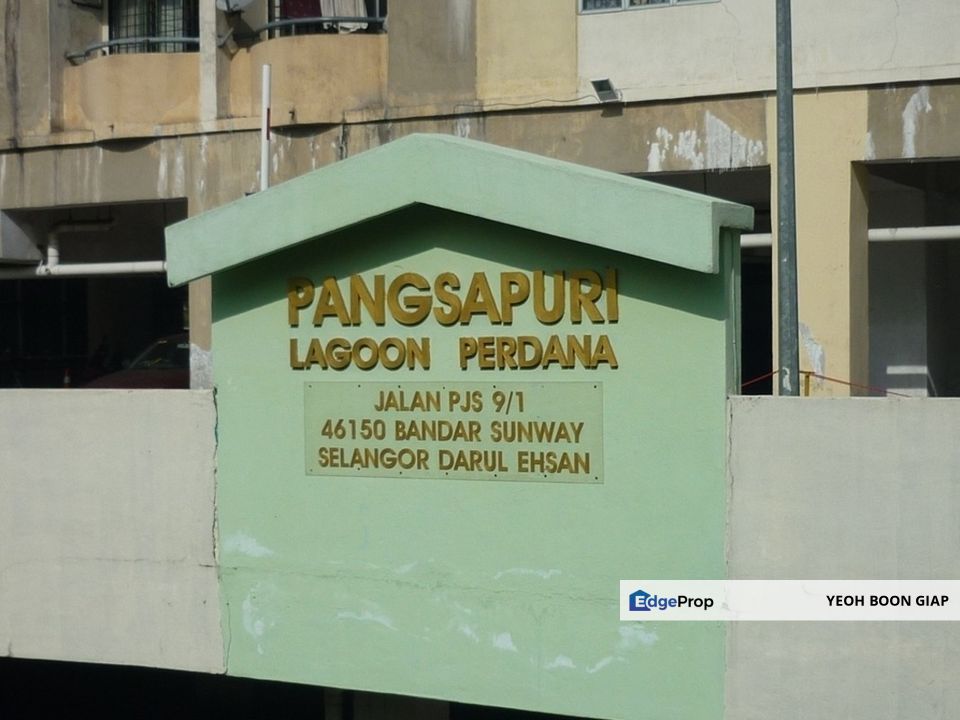 PANGSAPURI
LAGOON PERDANA
JALAN PJS 9/1
46150 BANDAR SUNWAY
SELANGOR DARUL EHSAN
EdgeProp
YEOH BOON GIAP